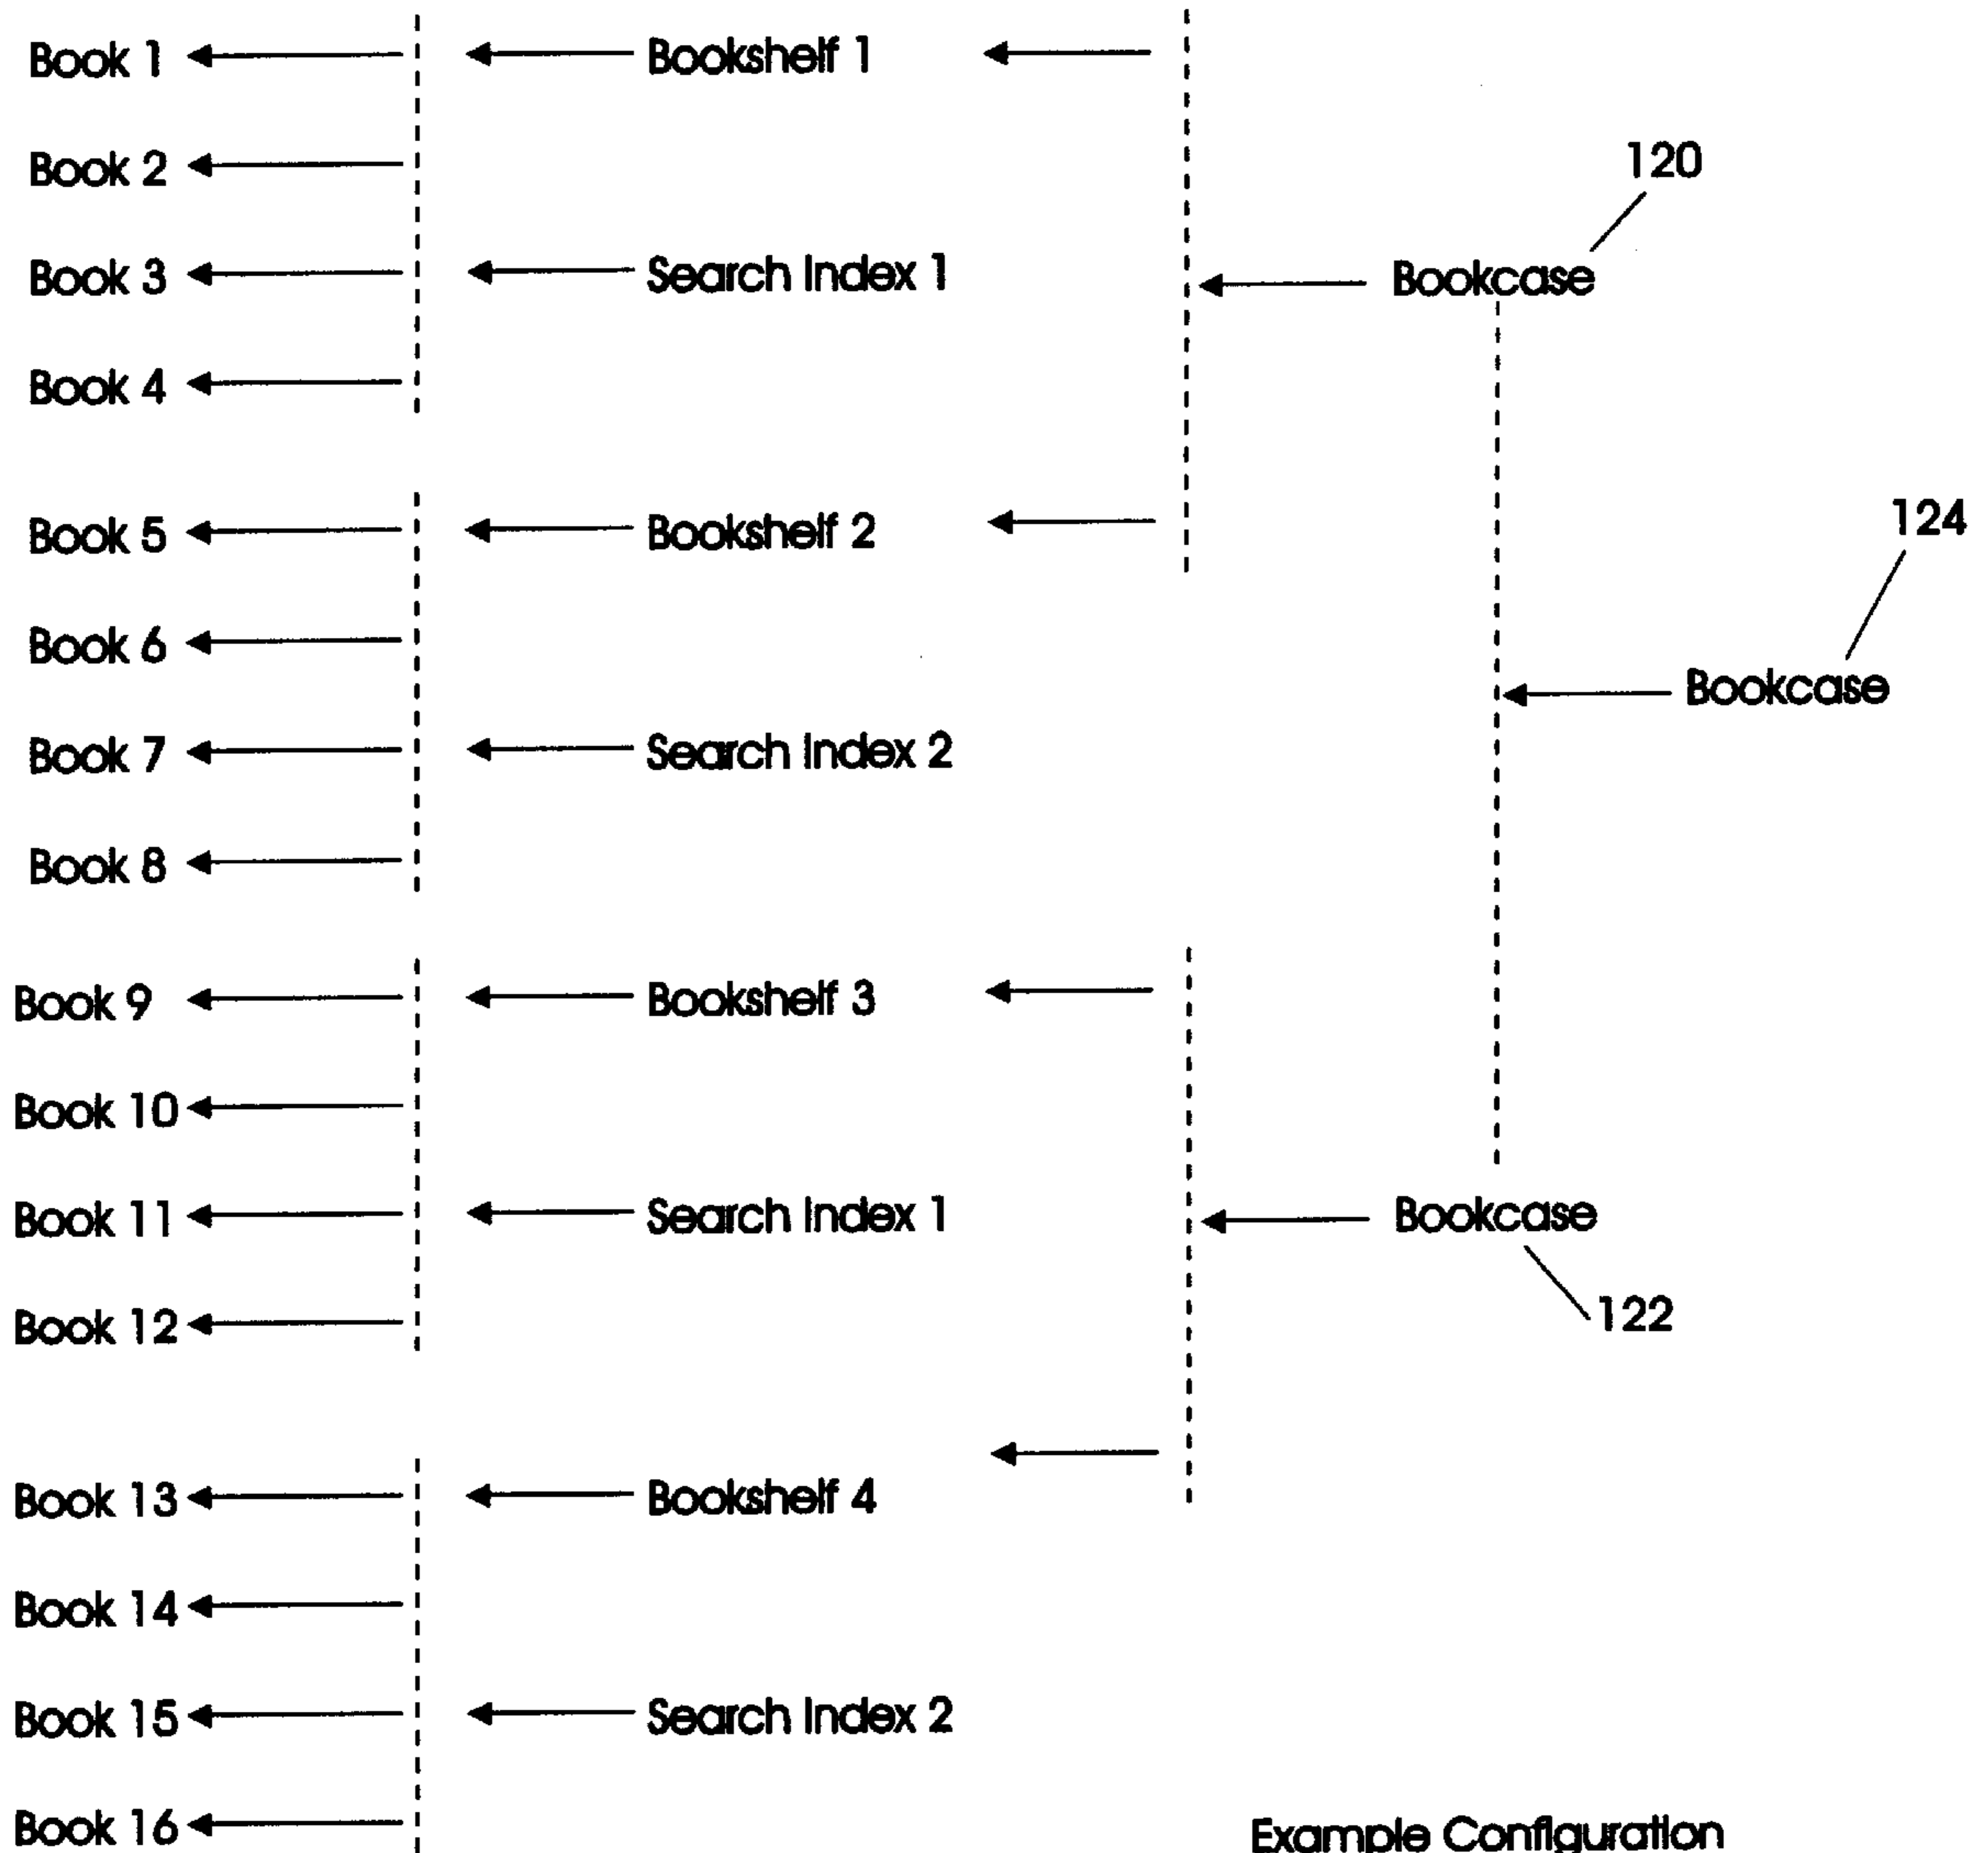 Book 1 Bookshelf 1
Book 2 120
Book 3 Search Index 1 Bookcase
Book 4
Book 5 Bookshelf 2 124
Book 6
Bookcase
Book 7 Search Index 2
Book 8
Book 9 Bookshelf 3
Book 10
Book 11 Search Index 1 Bookcase
Book 12 122
Book 13 Bookshelf 4
Book 14
Book 15 Search Index 2
Book 16 Example Configuration